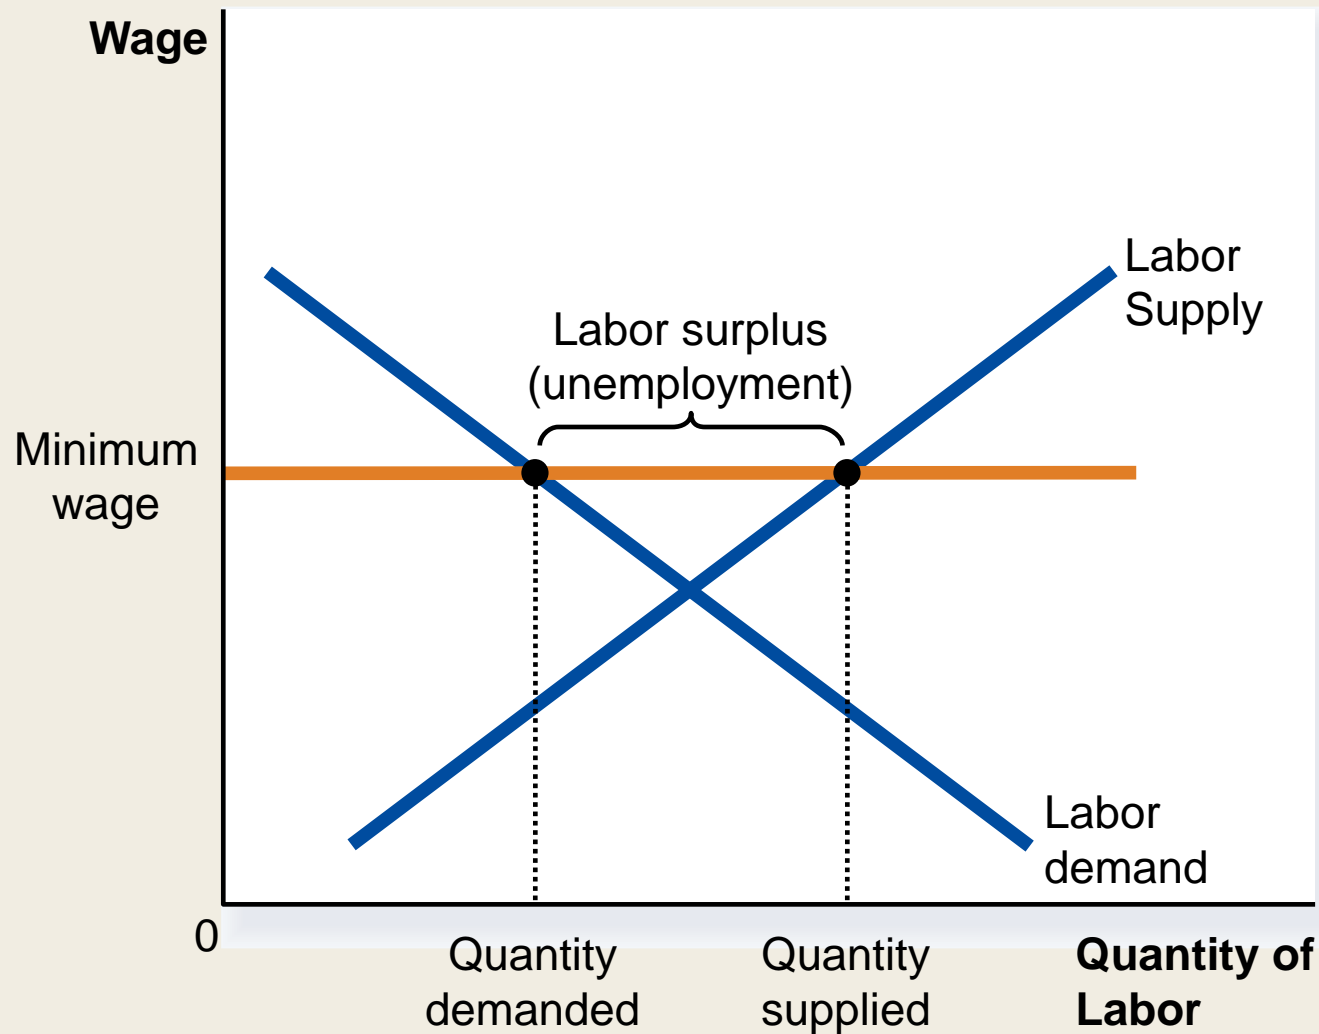 Wage
Labor
Supply
Labor surplus
(unemployment)
Minimum
wage
Labor
demand
0
Quantity
demanded
Quantity
supplied
Quantity of
Labor